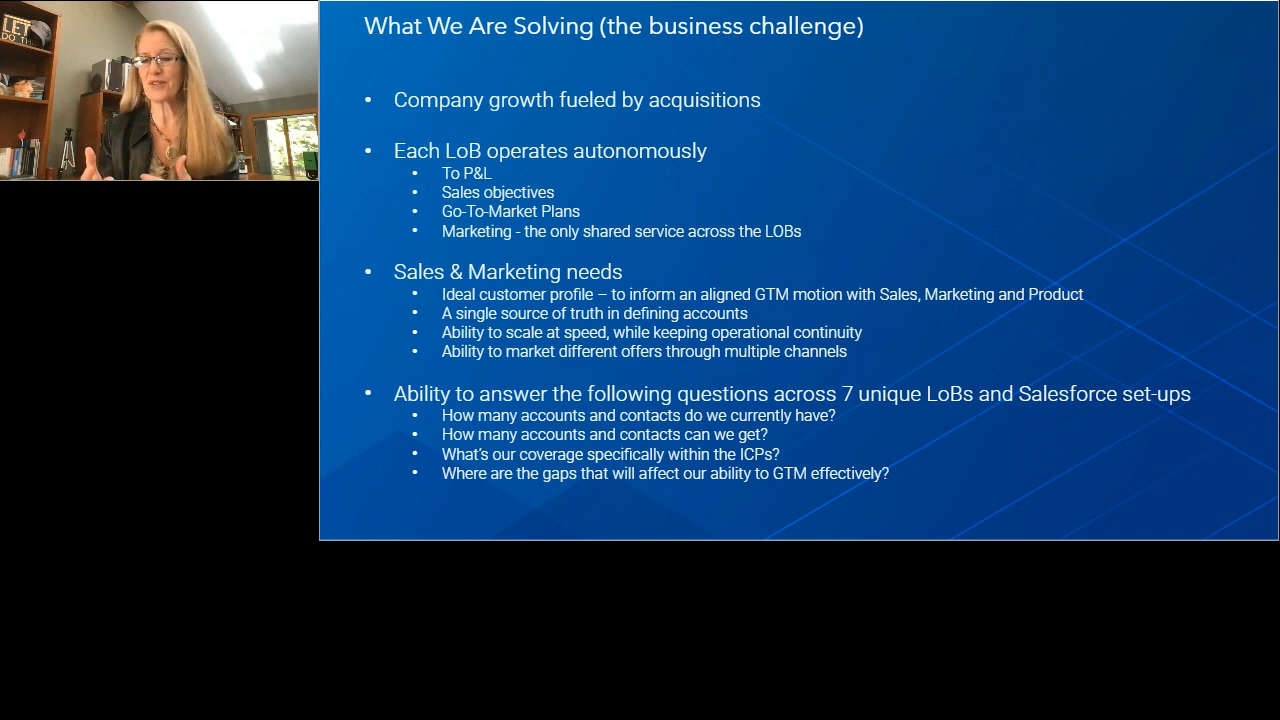 LET
DO TH
What We Are Solving (the business challenge)
• Company growth fueled by acquisitions
• Each LoB operates autonomously
• To P&L
• Sales objectives
• Go-To-Market Plans
• Marketing - the only shared service across the LOBs
• Sales & Marketing needs
• Ideal customer profile – to inform an aligned GTM motion with Sales, Marketing and Product
• A single source of truth in defining accounts
• Ability to scale at speed, while keeping operational continuity
• Ability to market different offers through multiple channels
• Ability to answer the following questions across 7 unique LoBs and Salesforce set-ups
• How many accounts and contacts do we currently have?
• How many accounts and contacts can we get?
• What's our coverage specifically within the ICPs?
• Where are the gaps that will affect our ability to GTM effectively?